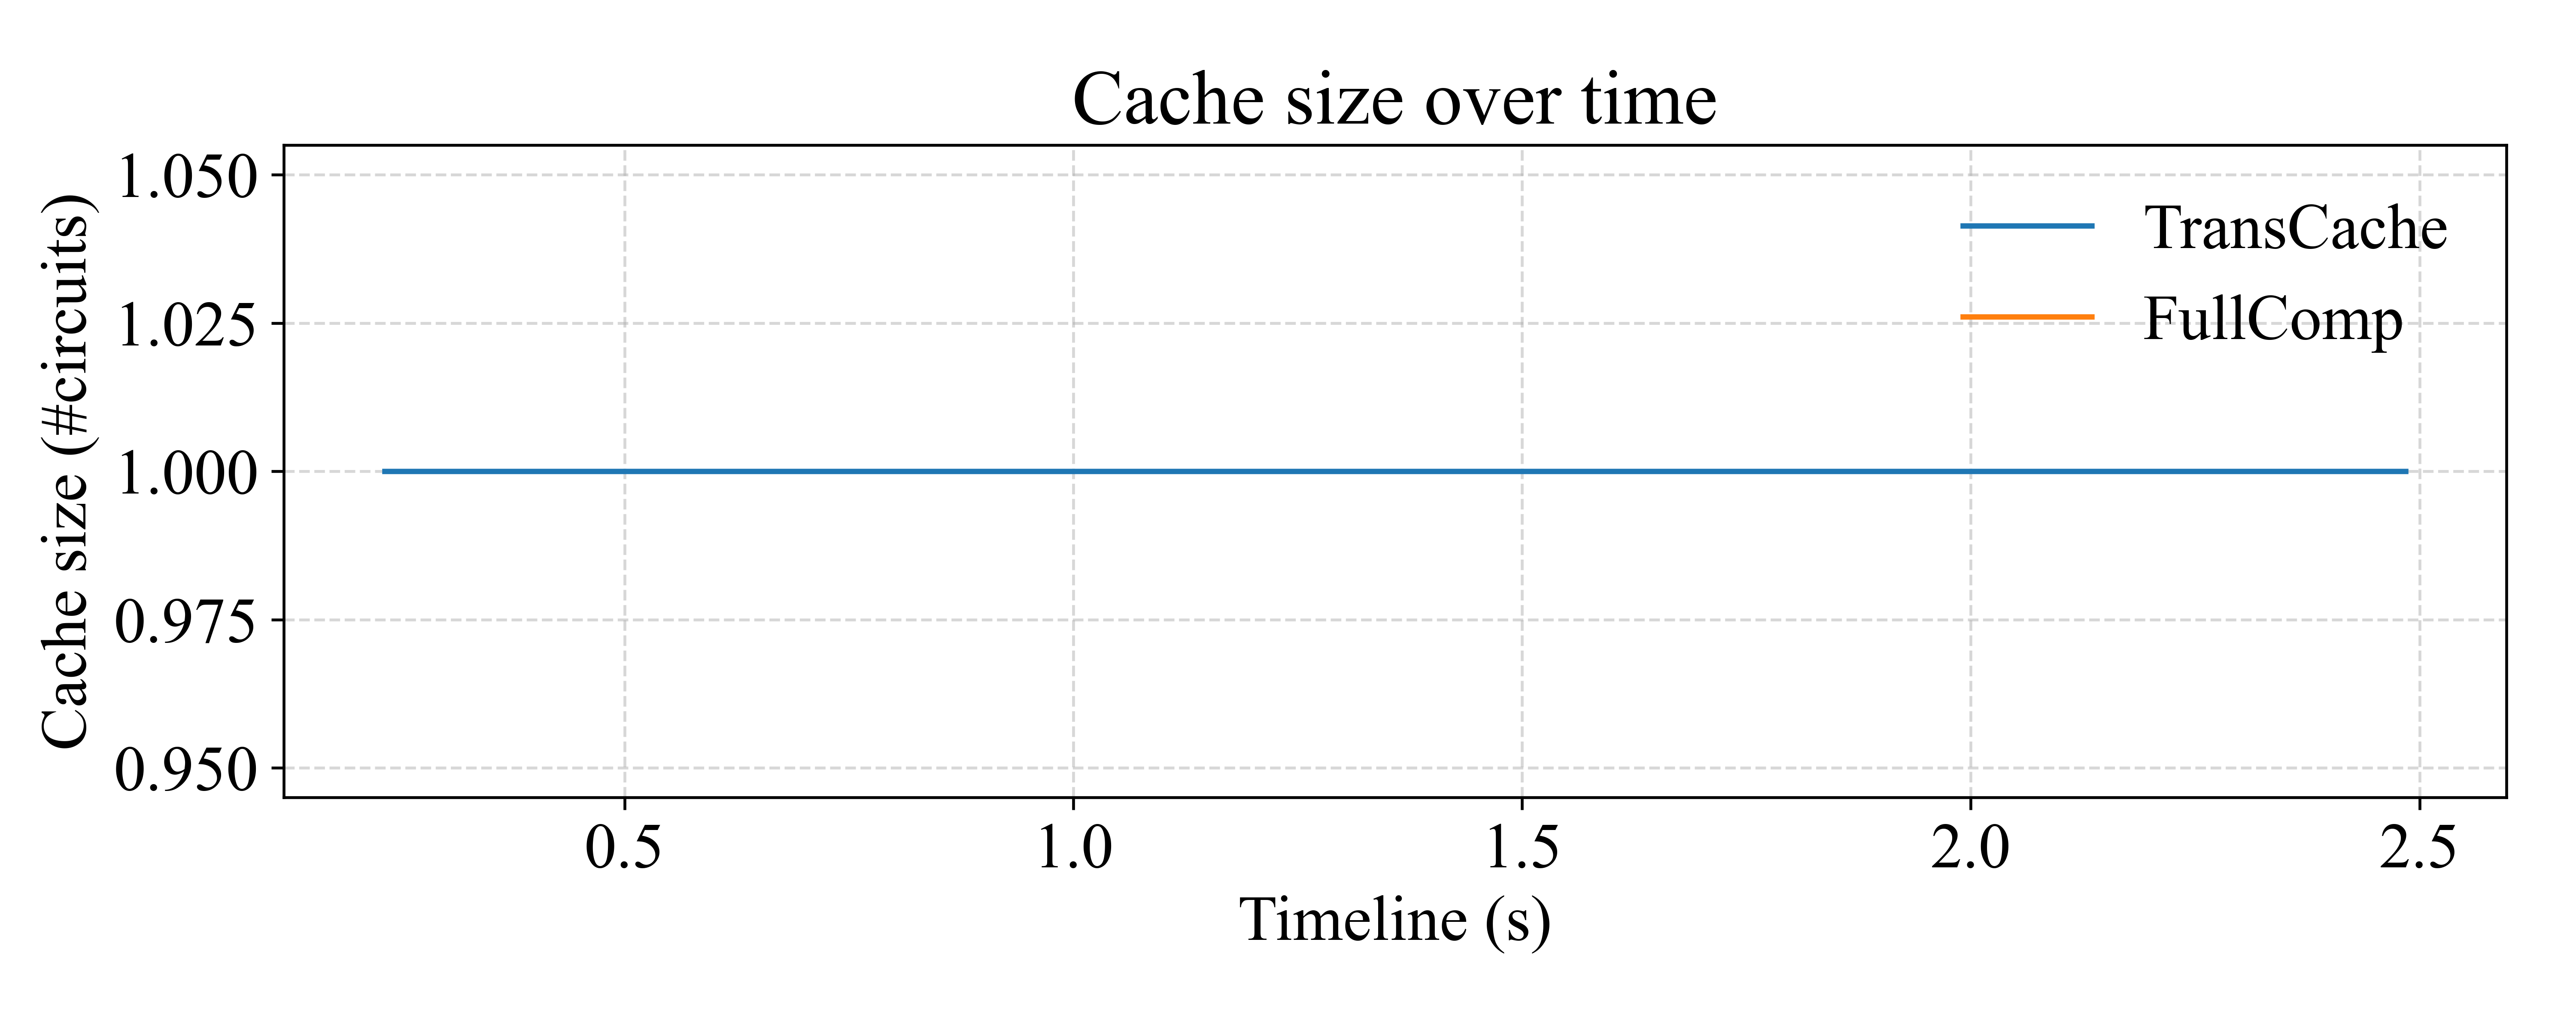 Cache size over time
Cache size (#circuits)
1.050
1.025
1.000
0.975
0.950
TransCache
FullComp
0.5
1.0
1.5
2.0
2.5
Timeline (s)